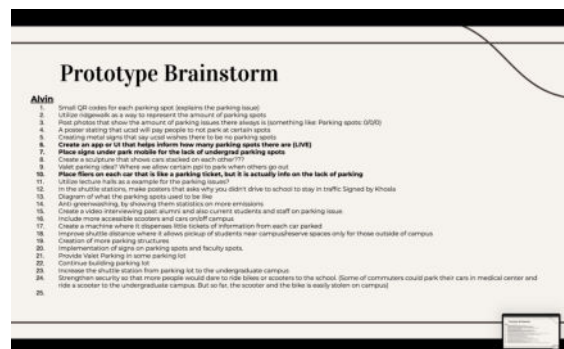 Prototype Brainstorm
Alvin
1. Small QR codes for each parking spot (explains the parking issue)
2. Utilize ridgewalk as a way to represent the amount of parking spots
3. Post photos that show the amount of parking issues there always is (something like: Parking spots: 0/0/0)
4. A poster stating that ucsd will pay people to not park at certain spots
5. Creating metal signs that say ucsd wishes there to be no parking spots
6. Create an app or UI that helps inform how many parking spots there are (LIVE)
7. Place signs under park mobile for the lack of undergrad parking spots
8. Create a sculpture that shows cars stacked on each other???
9. Valet parking idea? Where we allow certain ppl to park when others go out
10. Place fliers on each car that is like a parking ticket, but it is actually info on the lack of parking
11. Utilize lecture halls as a example for the parking issues?
12. In the shuttle stations, make posters that asks why you didn't drive to school to stay in traffic Signed by Khosla
13. Diagram of what the parking spots used to be like
14. Anti-greenwashing, by showing them statistics on more emissions
15. Create a video interviewing past alumni and also current students and staff on parking issue
16. Include more accessible scooters and cars on/off campus
17. Create a machine where it dispenses little tickets of information from each car parked
18. Improve shuttle distance where it allows pickup of students near campus/reserve spaces only for those outside of campus
19. Creation of more parking structures
20. Implementation of signs on parking spots and faculty spots.
21. Provide Valet Parking in some parking lot
22. Continue building parking lot
23. Increase the shuttle station from parking lot to the undergraduate campus
24. Strengthen security so that more people would dare to ride bikes or scooters to the school. (Some of commuters could park their cars in medical center and
ride a scooter to the undergraduate campus. But so far, the scooter and the bike is easily stolen on campus)
25.